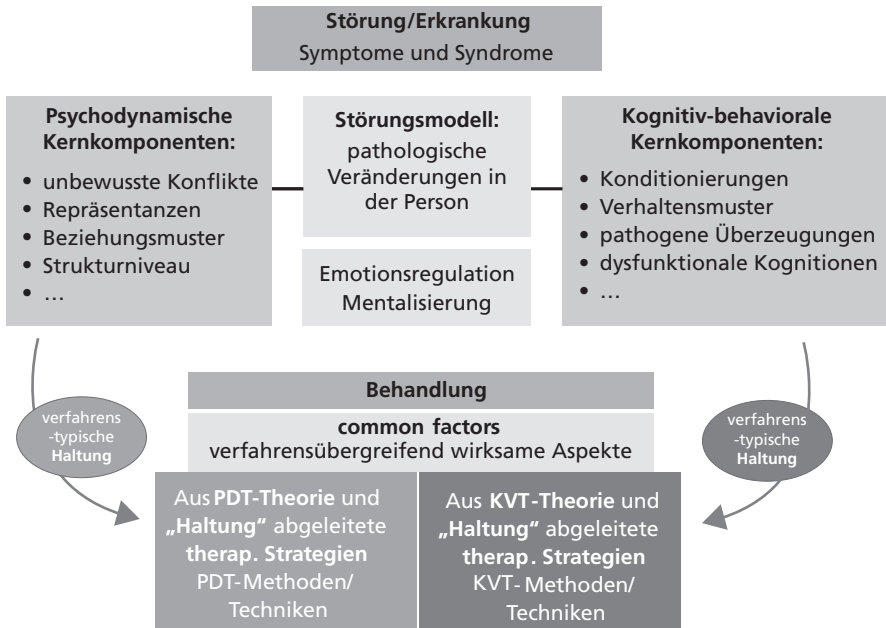 Störung/Erkrankung
Symptome und Syndrome
Psychodynamische
Kernkomponenten:
• unbewusste Konflikte
• Repräsentanzen
• Beziehungsmuster
• Strukturniveau
• …
Störungsmodell:
pathologische
Veränderungen in
der Person
Emotionsregulation
Mentalisierung
Kognitiv-behaviorale
Kernkomponenten:
• Konditionierungen
• Verhaltensmuster
• pathogene Überzeugungen
• dysfunktionale Kognitionen
• …
verfahrens
-typische
Haltung
Behandlung
common factors
verfahrensübergreifend wirksame Aspekte
verfahrens
-typische
Haltung
Aus PDT-Theorie und
„Haltung“ abgeleitete
therap. Strategien
PDT-Methoden/
Techniken
Aus KVT-Theorie und
„Haltung“ abgeleitete
therap. Strategien
KVT- Methoden/
Techniken